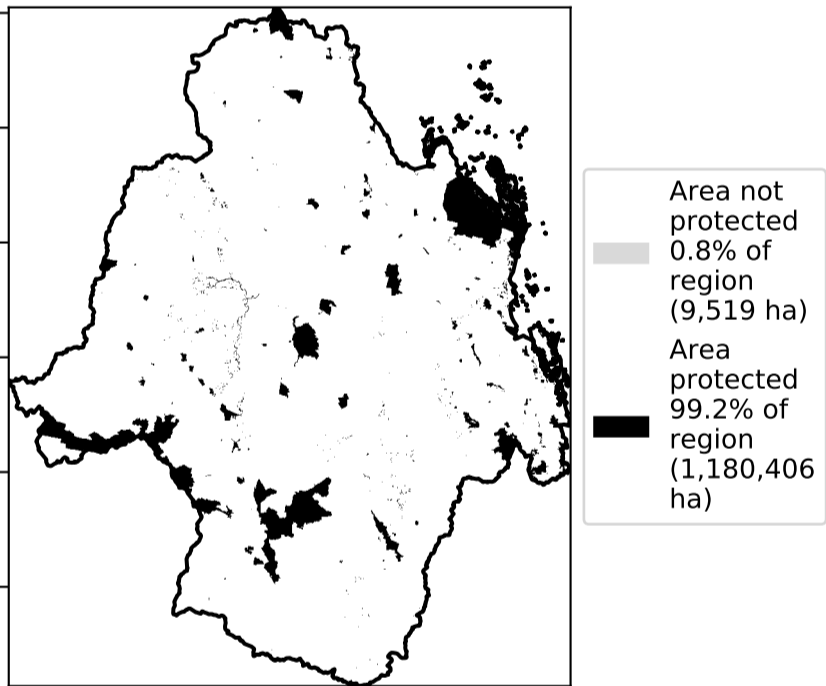 Area not
protected
0.8% of
region
(9,519 ha)
Area
protected
99.2% of
region
(1,180,406
ha)